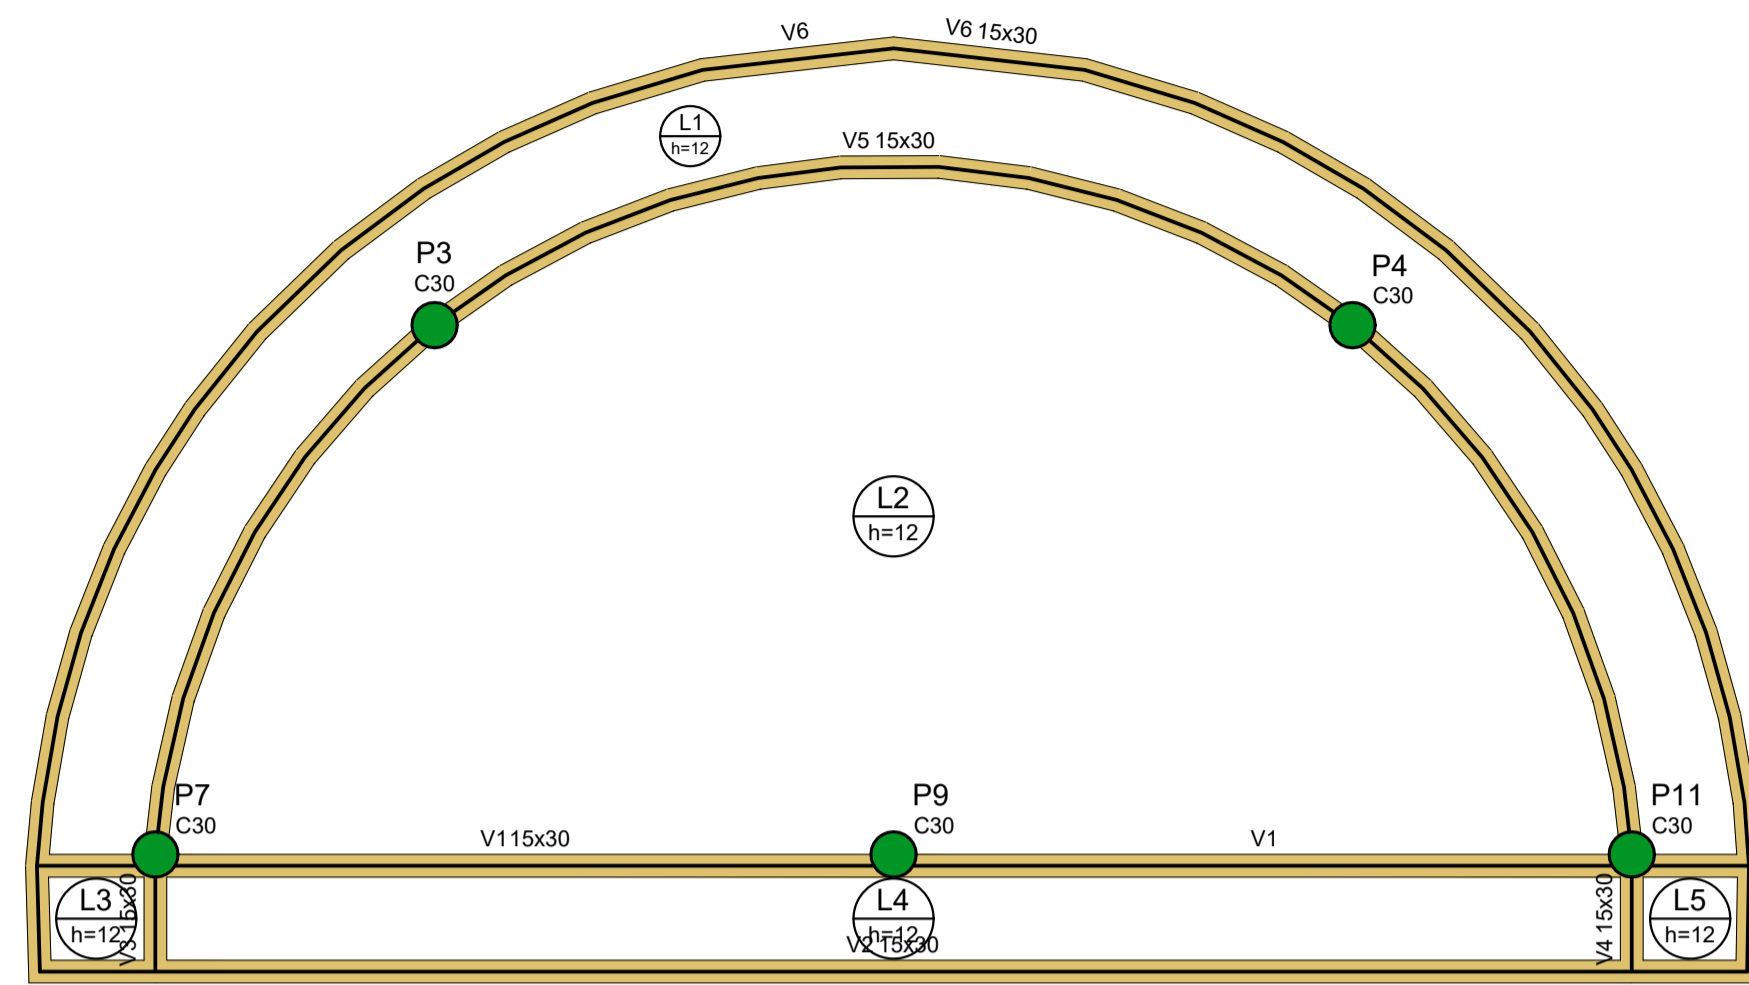 V6
V6 15x30
L1
h=12
V5 15x30
P3
C30
P4
C30
L2
h=12
P7
C30
P9
C30
P11
C30
V115x30
V1
L3
h=12
V3 15x30
L4
h=12
V2 15x30
V4 15x30
L5
h=12